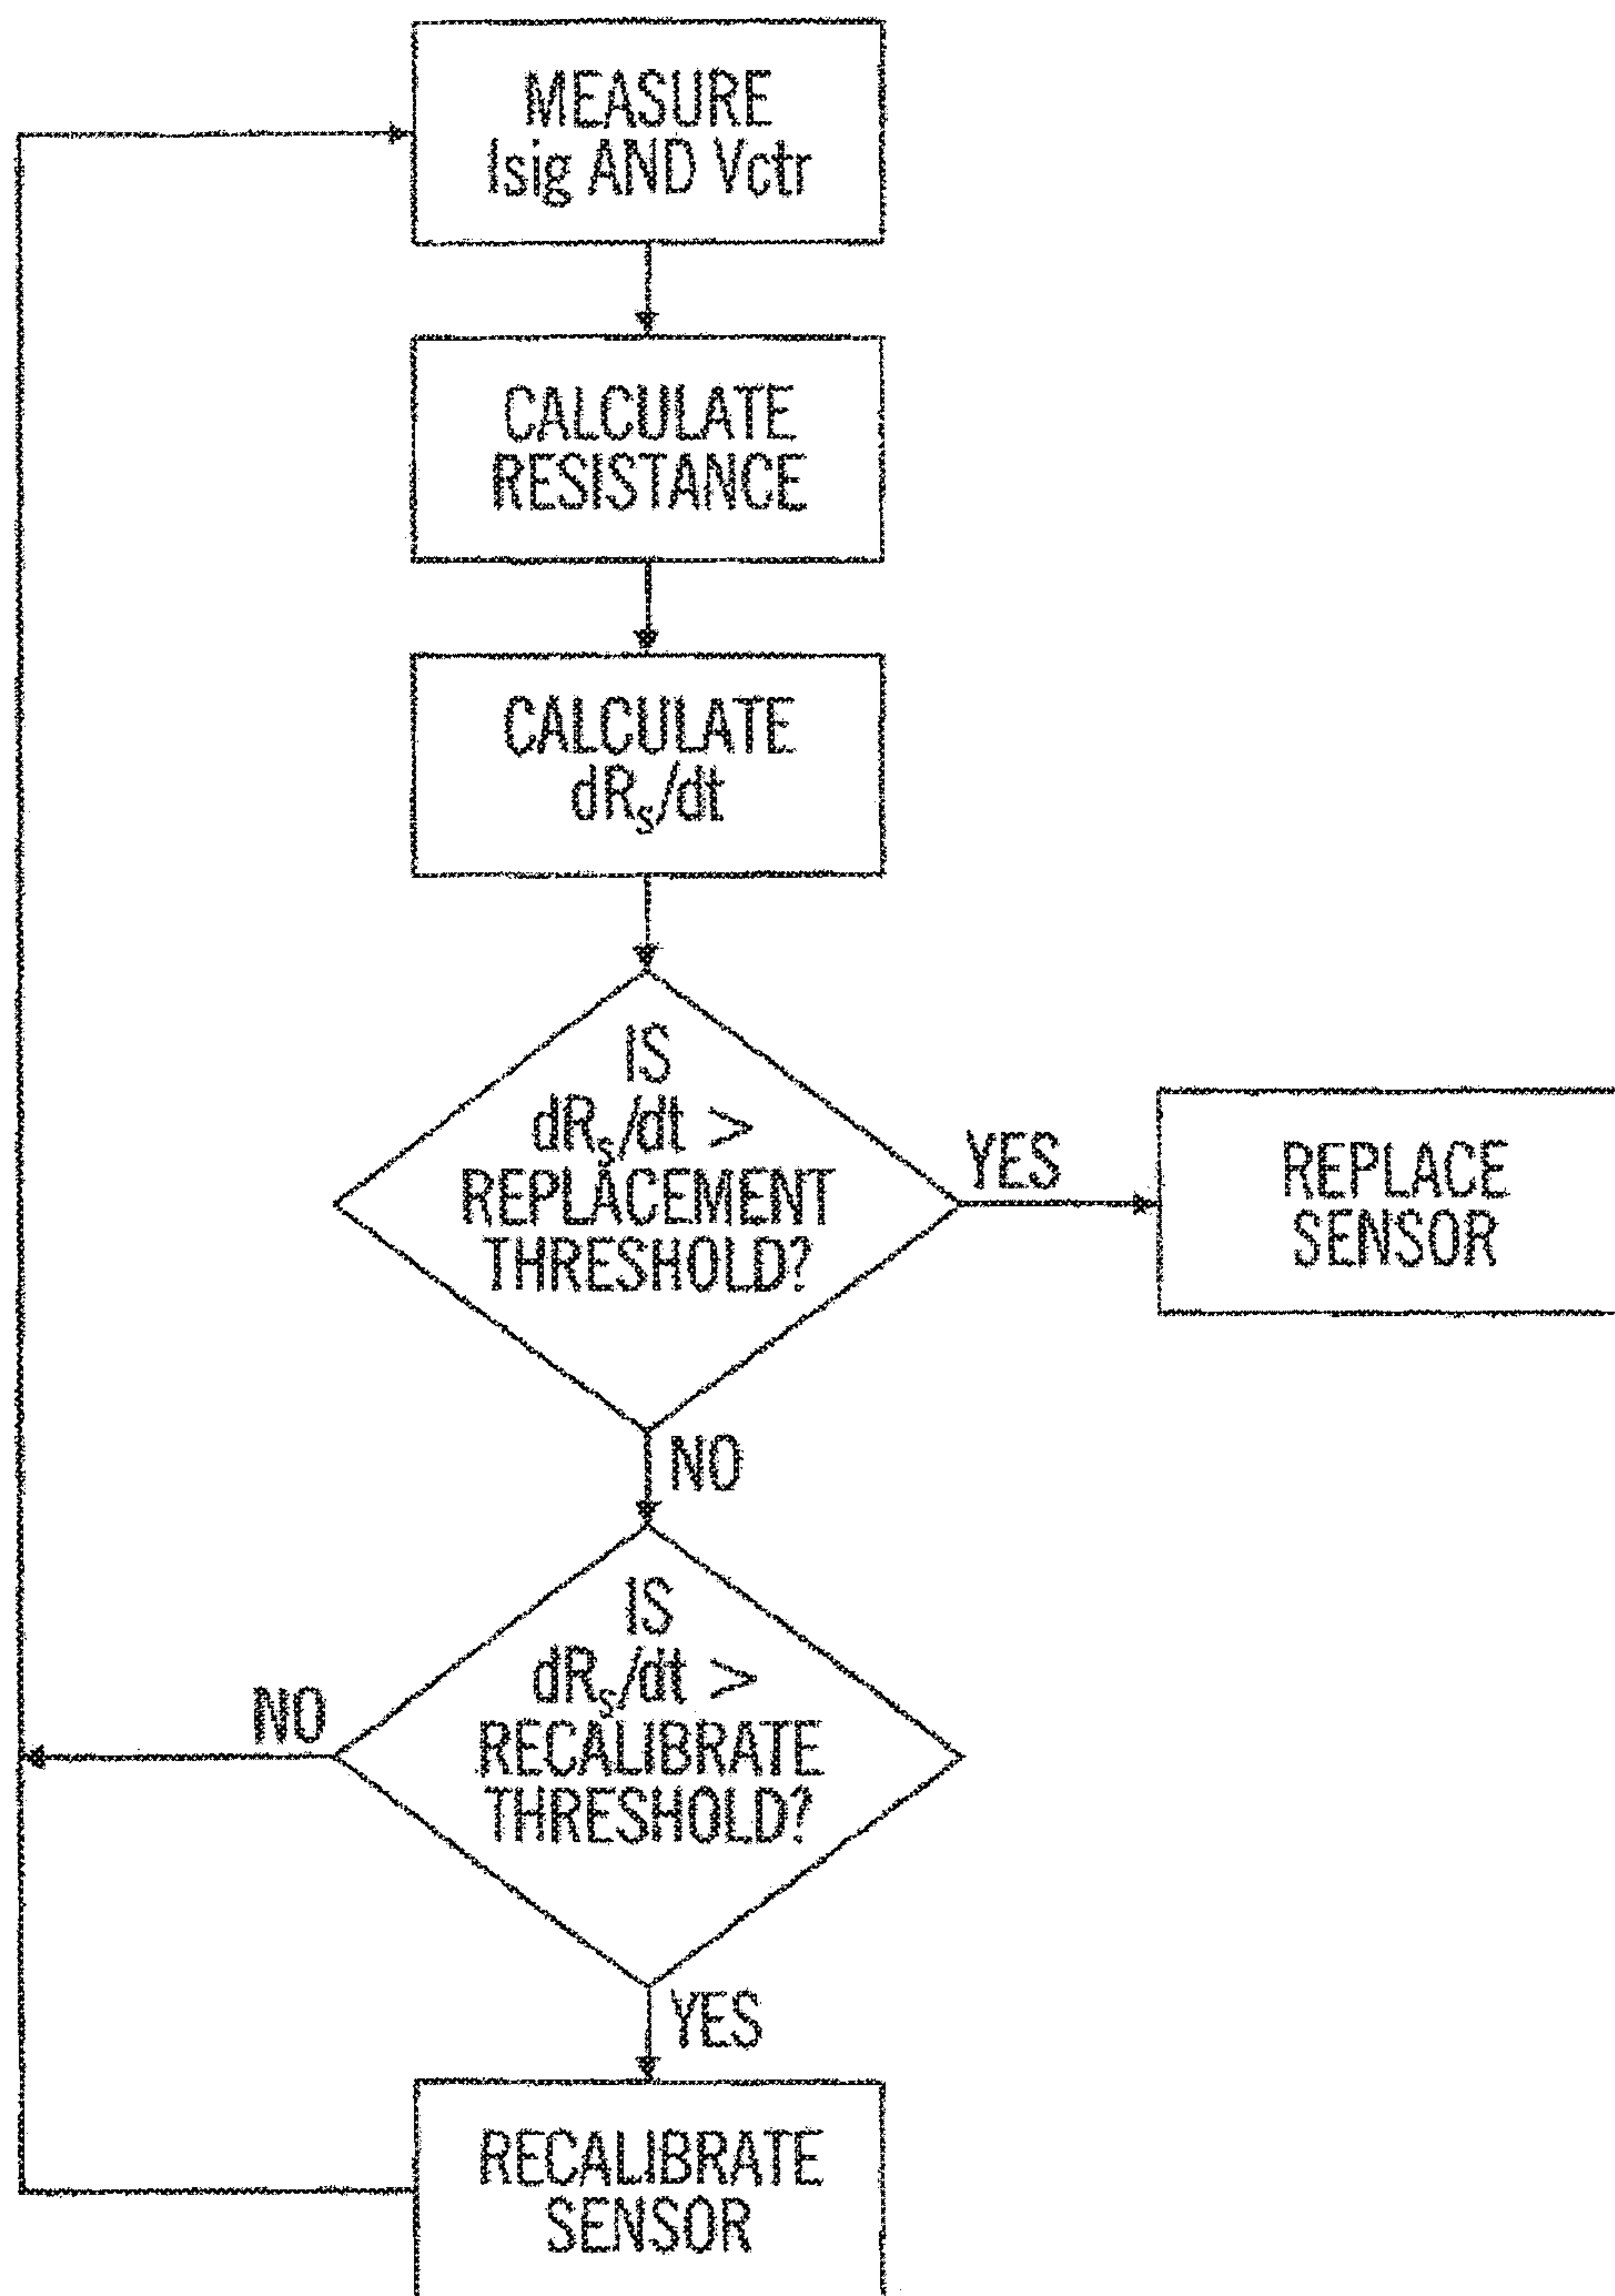 MEASURE
Isig AND Vctr
CALCULATE
RESISTANCE
CALCULATE
dRs/dt
IS
dRs/dt >
REPLACEMENT
THRESHOLD?
YES
REPLACE
SENSOR
NO
IS
dRs/dt >
RECALIBRATE
THRESHOLD?
NO
YES
RECALIBRATE
SENSOR